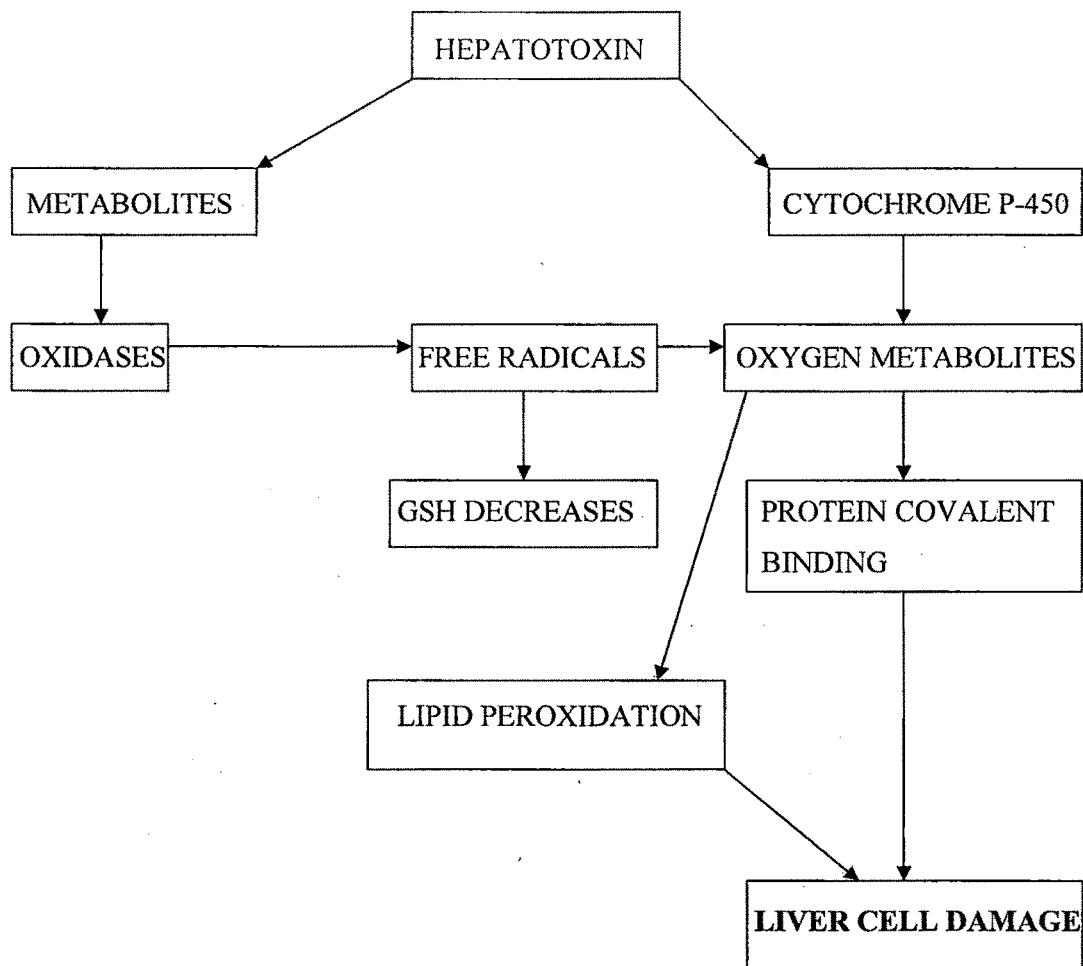 HEPATOTOXIN
METABOLITES
CYTOCHROME P-450
OXIDASES
FREE RADICALS
OXYGEN METABOLITES
GSH DECREASES
PROTEIN COVALENT
BINDING
LIPID PEROXIDATION
LIVER CELL DAMAGE